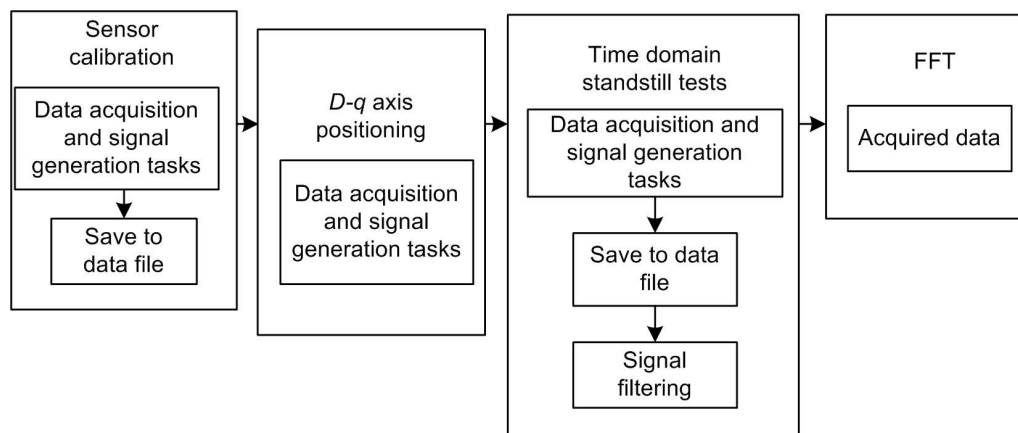 Sensor
calibration
Data acquisition
and signal
generation tasks
Save to
data file
D-q axis
positioning
Data acquisition
and signal
generation tasks
Time domain
standstill tests
Data acquisition and
signal generation
tasks
Save to data
file
Signal
filtering
FFT
Acquired data